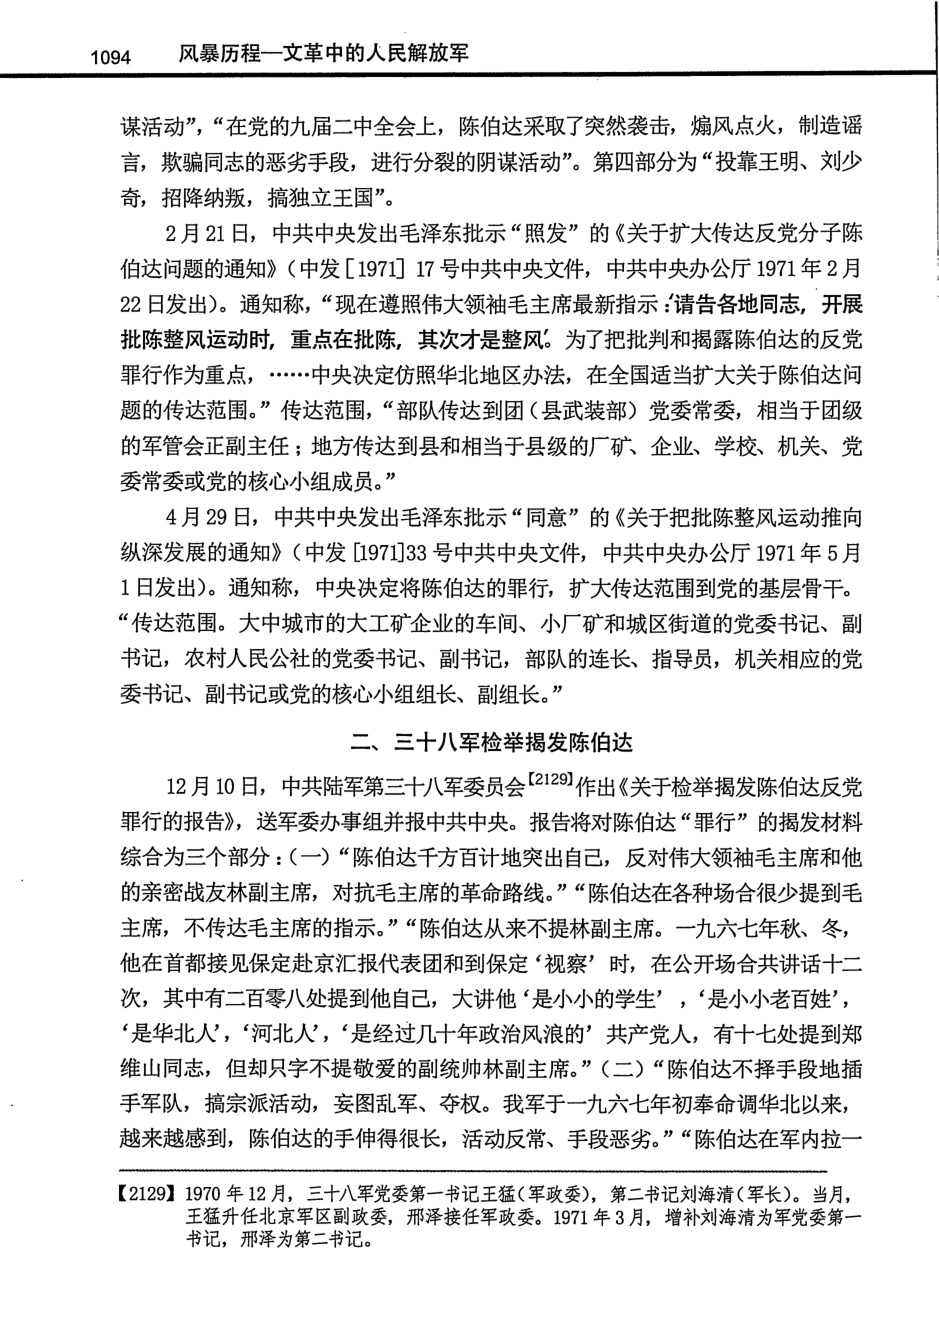 1094 风暴历程—文革中的人民解放军
谋活动”，“在党的九届二中全会上，陈伯达采取了突然袭击，煽风点火，制造谣
言，欺骗同志的恶劣手段，进行分裂的阴谋活动”。第四部分为“投靠王明、刘少
奇，招降纳叛，搞独立王国”。
2月21日，中共中央发出毛泽东批示“照发”的《关于扩大传达反党分子陈
伯达问题的通知》（中发［1971］17号中共中央文件，中共中央办公厅1971年2月
22日发出）。通知称，“现在遵照伟大领袖毛主席最新指示：‘请告各地同志，开展
批陈整风运动时，重点在批陈，其次才是整风’。为了把批判和揭露陈伯达的反党
罪行作为重点，……中央决定仿照华北地区办法，在全国适当扩大关于陈伯达问
题的传达范围。”传达范围，“部队传达到团（县武装部）党委常委，相当于团级
的军管会正副主任；地方传达到县和相当于县级的厂矿、企业、学校、机关、党
委常委或党的核心小组成员。”
4月29日，中共中央发出毛泽东批示“同意”的《关于把批陈整风运动推向
纵深发展的通知》（中发[1971]33号中共中央文件，中共中央办公厅1971年5月
1日发出）。通知称，中央决定将陈伯达的罪行，扩大传达范围到党的基层骨干。
“传达范围。大中城市的大工矿企业的车间、小厂矿和城区街道的党委书记、副
书记，农村人民公社的党委书记、副书记，部队的连长、指导员，机关相应的党
委书记、副书记或党的核心小组组长、副组长。”
二、三十八军检举揭发陈伯达
12月10日，中共陆军第三十八军委员会【2129】作出《关于检举揭发陈伯达反党
罪行的报告》，送军委办事组并报中共中央。报告将对陈伯达“罪行”的揭发材料
综合为三个部分：（一）“陈伯达千方百计地突出自己，反对伟大领袖毛主席和他
的亲密战友林副主席，对抗毛主席的革命路线。”“陈伯达在各种场合很少提到毛
主席，不传达毛主席的指示。”“陈伯达从来不提林副主席。一九六七年秋、冬，
他在首都接见保定赴京汇报代表团和到保定‘视察’时，在公开场合共讲话十二
次，其中有二百零八处提到他自己，大讲他‘是小小的学生’，‘是小小老百姓’，
‘是华北人’，‘河北人’，‘是经过几十年政治风浪的’共产党人，有十七处提到郑
维山同志，但却只字不提敬爱的副统帅林副主席。”（二）“陈伯达不择手段地插
手军队，搞宗派活动，妄图乱军、夺权。我军于一九六七年初奉命调华北以来，
越来越感到，陈伯达的手伸得很长，活动反常、手段恶劣。”“陈伯达在军内拉一
【2129】1970年12月，三十八军党委第一书记王猛（军政委），第二书记刘海清（军长）。当月，
王猛升任北京军区副政委，邢泽接任军政委。1971年3月，增补刘海清为军党委第一
书记，邢泽为第二书记。